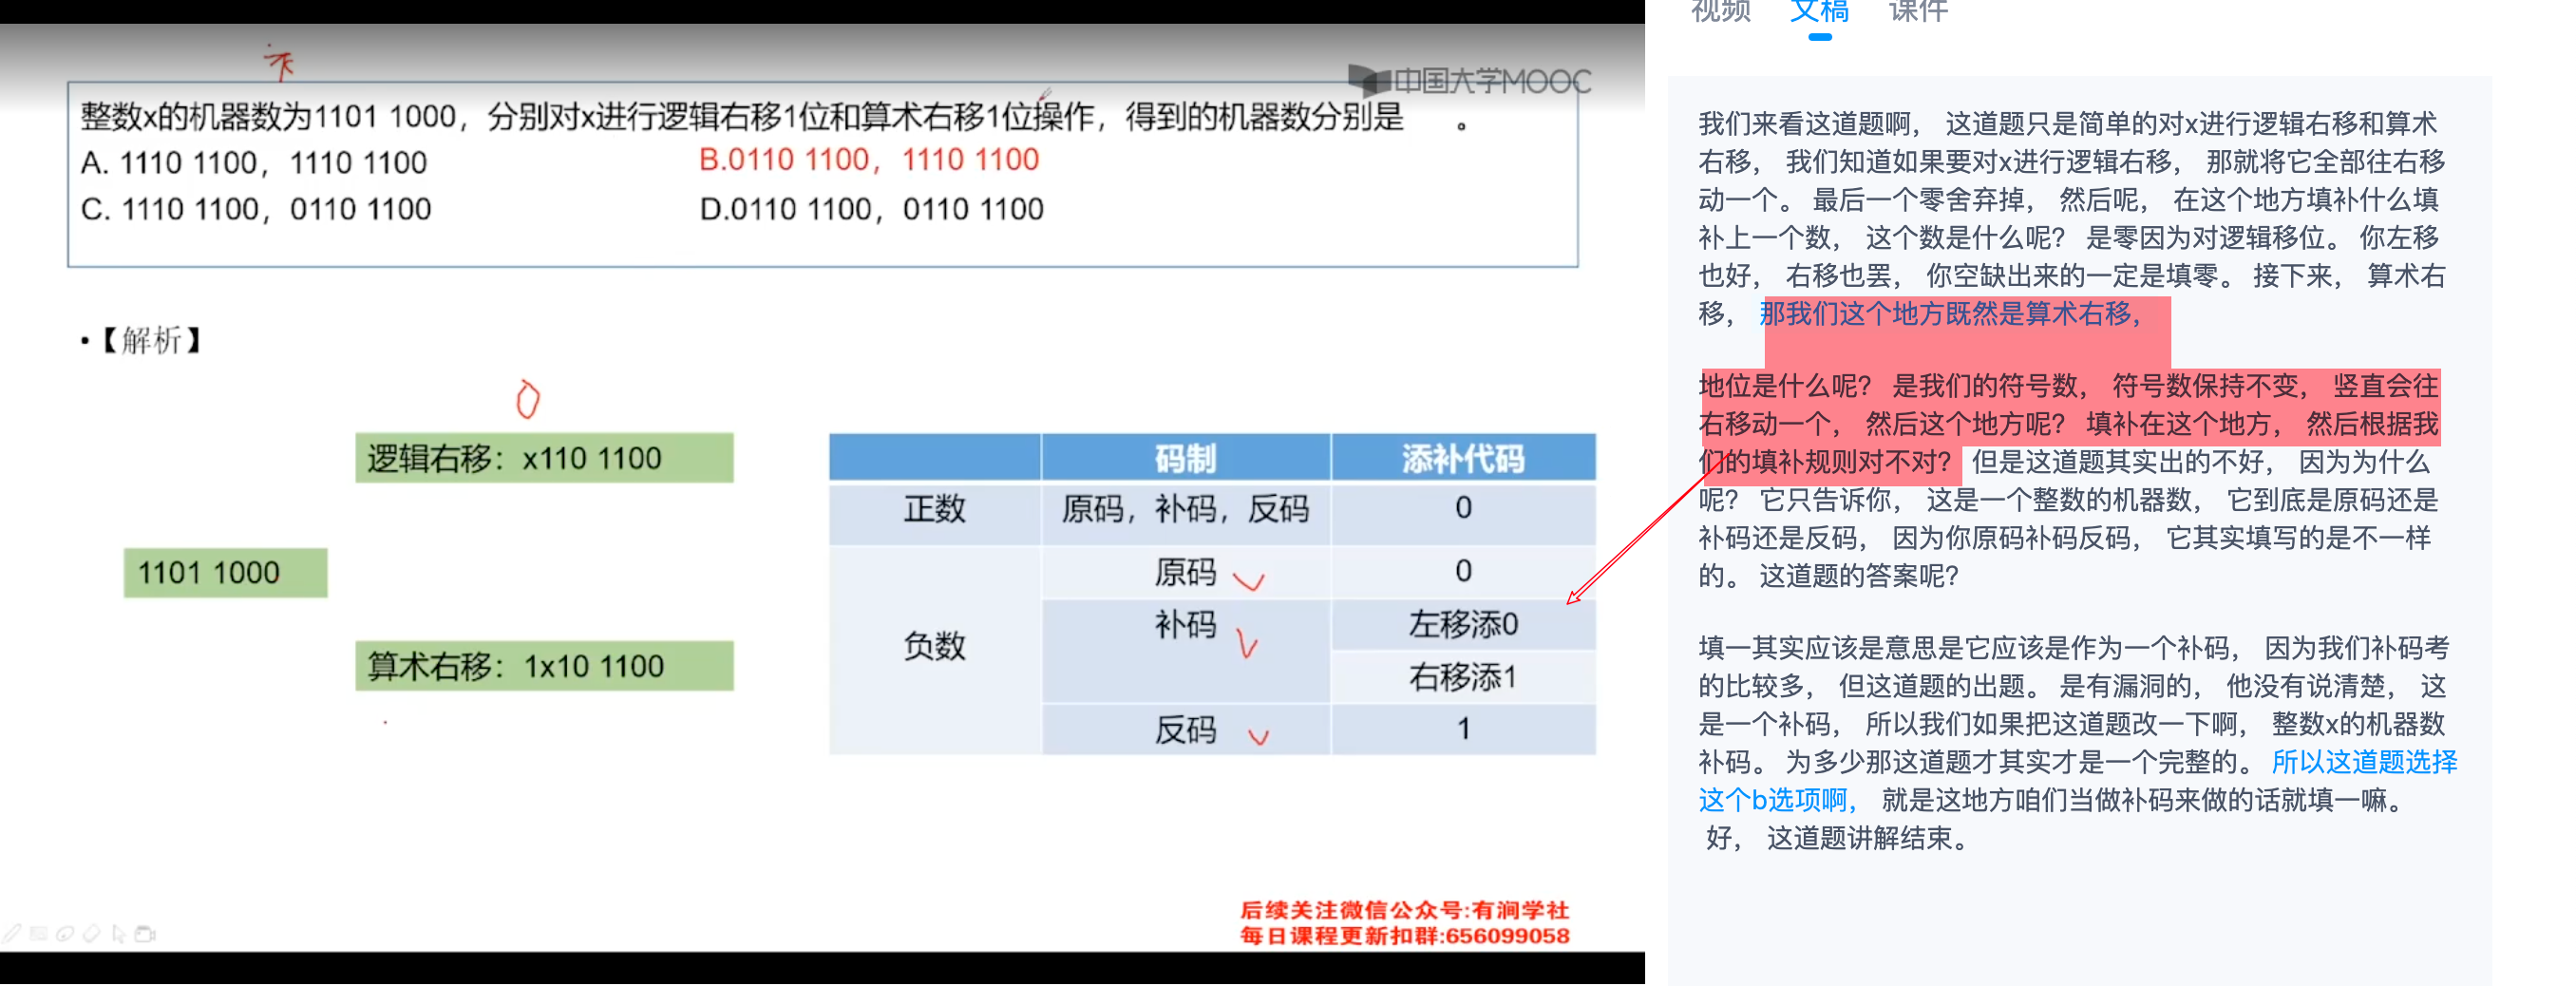 中国大学MOOC
整数x的机器数为1101 1000，分别对x进行逻辑右移1位和算术右移1位操作，得到的机器数分别是 。
A. 1110 1100，1110 1100
B.0110 1100，1110 1100
C. 1110 1100，0110 1100
D.0110 1100，0110 1100
•【解析】
0
逻辑右移：x110 1100
1101 1000
算术右移：1x10 1100
码制 添补代码
正数 原码，补码，反码 0
负数 原码 0
补码 左移添0
右移添1
反码 1
后续关注微信公众号:有涧学社
每日课程更新扣群:656099058
视频 文稿 课件
我们来看这道题啊， 这道题只是简单的对x进行逻辑右移和算术
右移， 我们知道如果要对x进行逻辑右移， 那就将它全部往右移
动一个。 最后一个零舍弃掉， 然后呢， 在这个地方填补什么填
补上一个数， 这个数是什么呢？ 是零因为对逻辑移位。 你左移
也好， 右移也罢， 你空缺出来的一定是填零。 接下来， 算术右
移， 那我们这个地方既然是算术右移，
地位是什么呢？ 是我们的符号数， 符号数保持不变， 竖直会往
右移动一个， 然后这个地方呢？ 填补在这个地方， 然后根据我
们的填补规则对不对？ 但是这道题其实出的不好， 因为为什么
呢？ 它只告诉你， 这是一个整数的机器数， 它到底是原码还是
补码还是反码， 因为你原码补码反码， 它其实填写的是不一样
的。 这道题的答案呢？
填一其实应该是意思是它应该是作为一个补码， 因为我们补码考
的比较多， 但这道题的出题。 是有漏洞的， 他没有说清楚， 这
是一个补码， 所以我们如果把这道题改一下啊， 整数x的机器数
补码。 为多少那这道题才其实才是一个完整的。 所以这道题选择
这个b选项啊， 就是这地方咱们当做补码来做的话就填一嘛。
好， 这道题讲解结束。